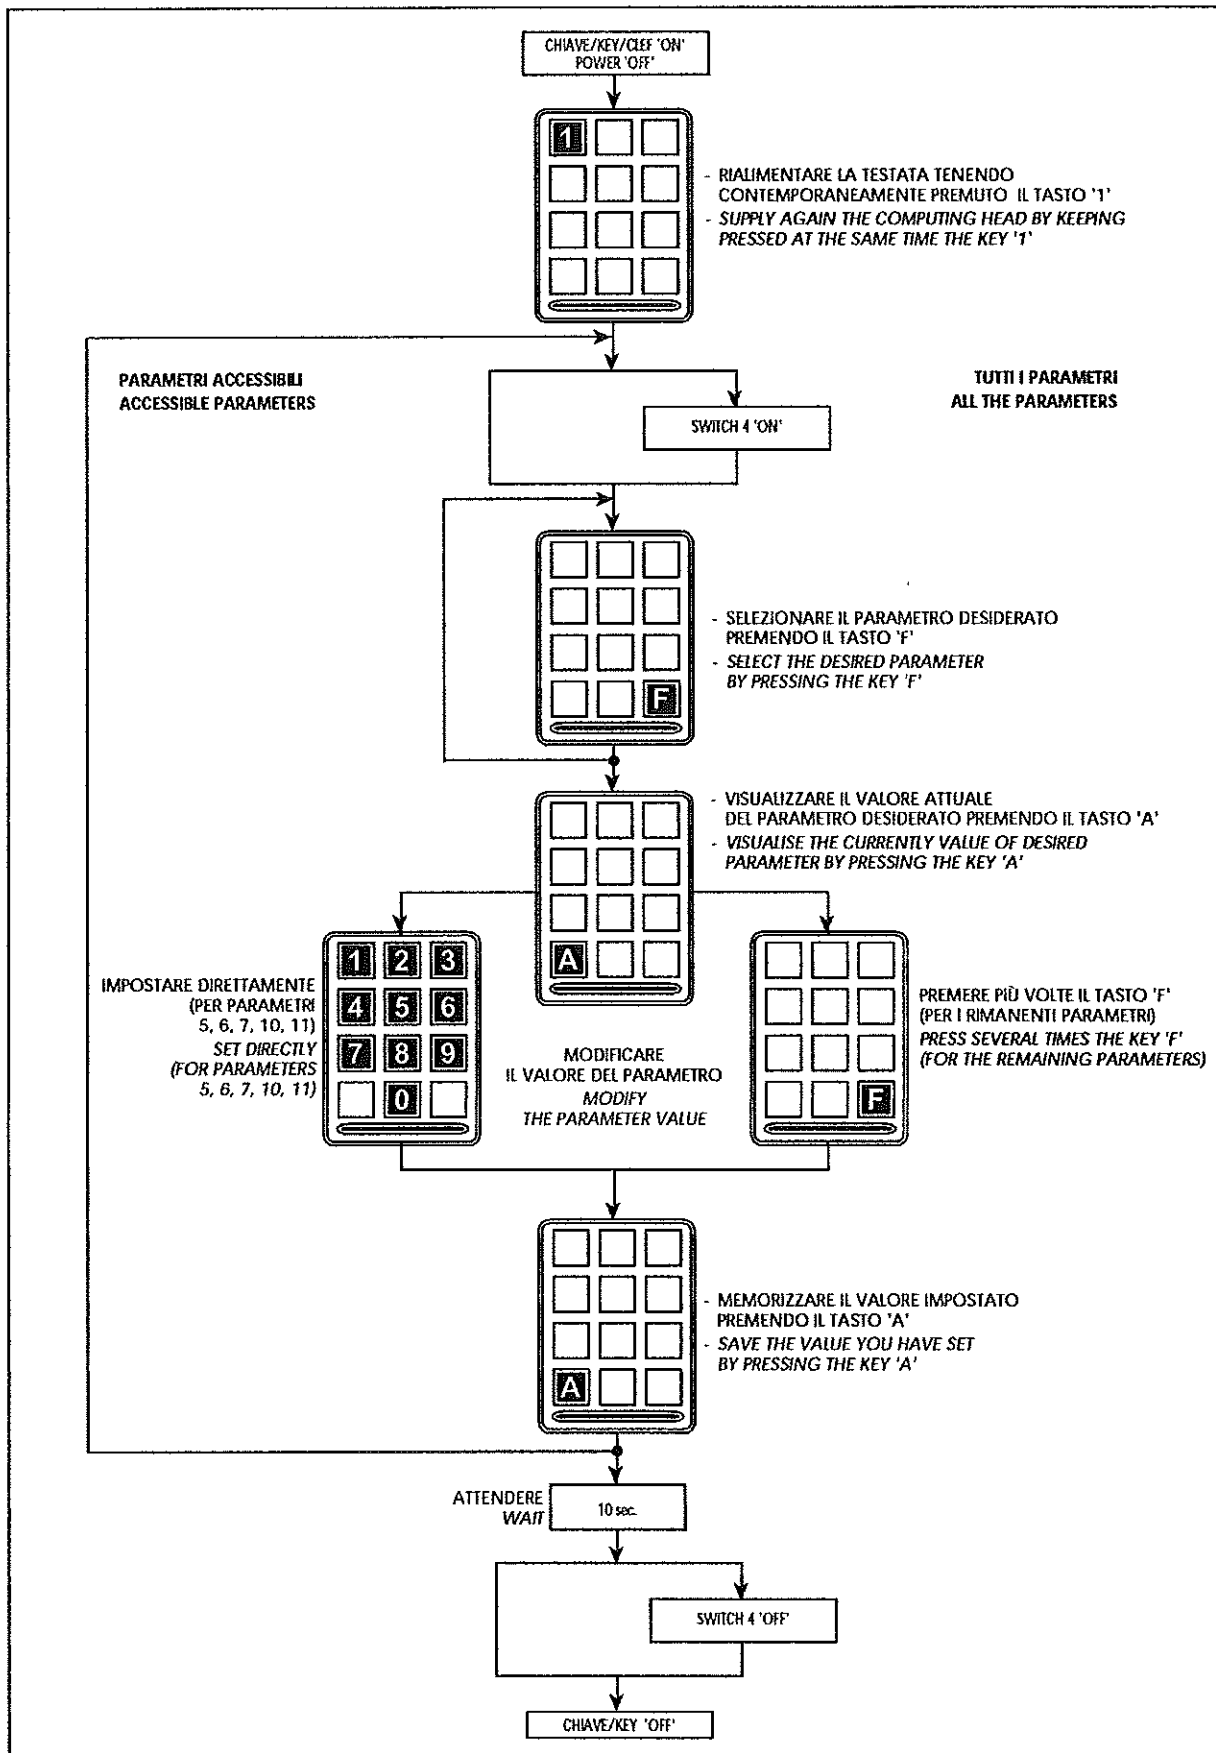 CHIAVE/KEY/CLEF 'ON'
POWER 'OFF'
1
- RIALIMENTARE LA TESTATA TENENDO
CONTEMPORANEAMENTE PREMUTO IL TASTO '1'
- SUPPLY AGAIN THE COMPUTING HEAD BY KEEPING
PRESSED AT THE SAME TIME THE KEY '1'
PARAMETRI ACCESSIBILI
ACCESSIBLE PARAMETERS
TUTTI I PARAMETRI
ALL THE PARAMETERS
SWITCH 4 'ON'
- SELEZIONARE IL PARAMETRO DESIDERATO
PREMENDO IL TASTO 'F'
- SELECT THE DESIRED PARAMETER
BY PRESSING THE KEY 'F'
F
- VISUALIZZARE IL VALORE ATTUALE
DEL PARAMETRO DESIDERATO PREMENDO IL TASTO 'A'
- VISUALISE THE CURRENTLY VALUE OF DESIRED
PARAMETER BY PRESSING THE KEY 'A'
A
IMPOSTARE DIRETTAMENTE
(PER PARAMETRI
5, 6, 7, 10, 11)
SET DIRECTLY
(FOR PARAMETERS
5, 6, 7, 10, 11)
1 2 3
4 5 6
7 8 9
0
MODIFICARE
IL VALORE DEL PARAMETRO
MODIFY
THE PARAMETER VALUE
PREMERE PIÙ VOLTE IL TASTO 'F'
(PER I RIMANENTI PARAMETRI)
PRESS SEVERAL TIMES THE KEY 'F'
(FOR THE REMAINING PARAMETERS)
F
- MEMORIZZARE IL VALORE IMPOSTATO
PREMENDO IL TASTO 'A'
- SAVE THE VALUE YOU HAVE SET
BY PRESSING THE KEY 'A'
A
ATTENDERE
WAIT
10 sec.
SWITCH 4 'OFF'
CHIAVE/KEY 'OFF'